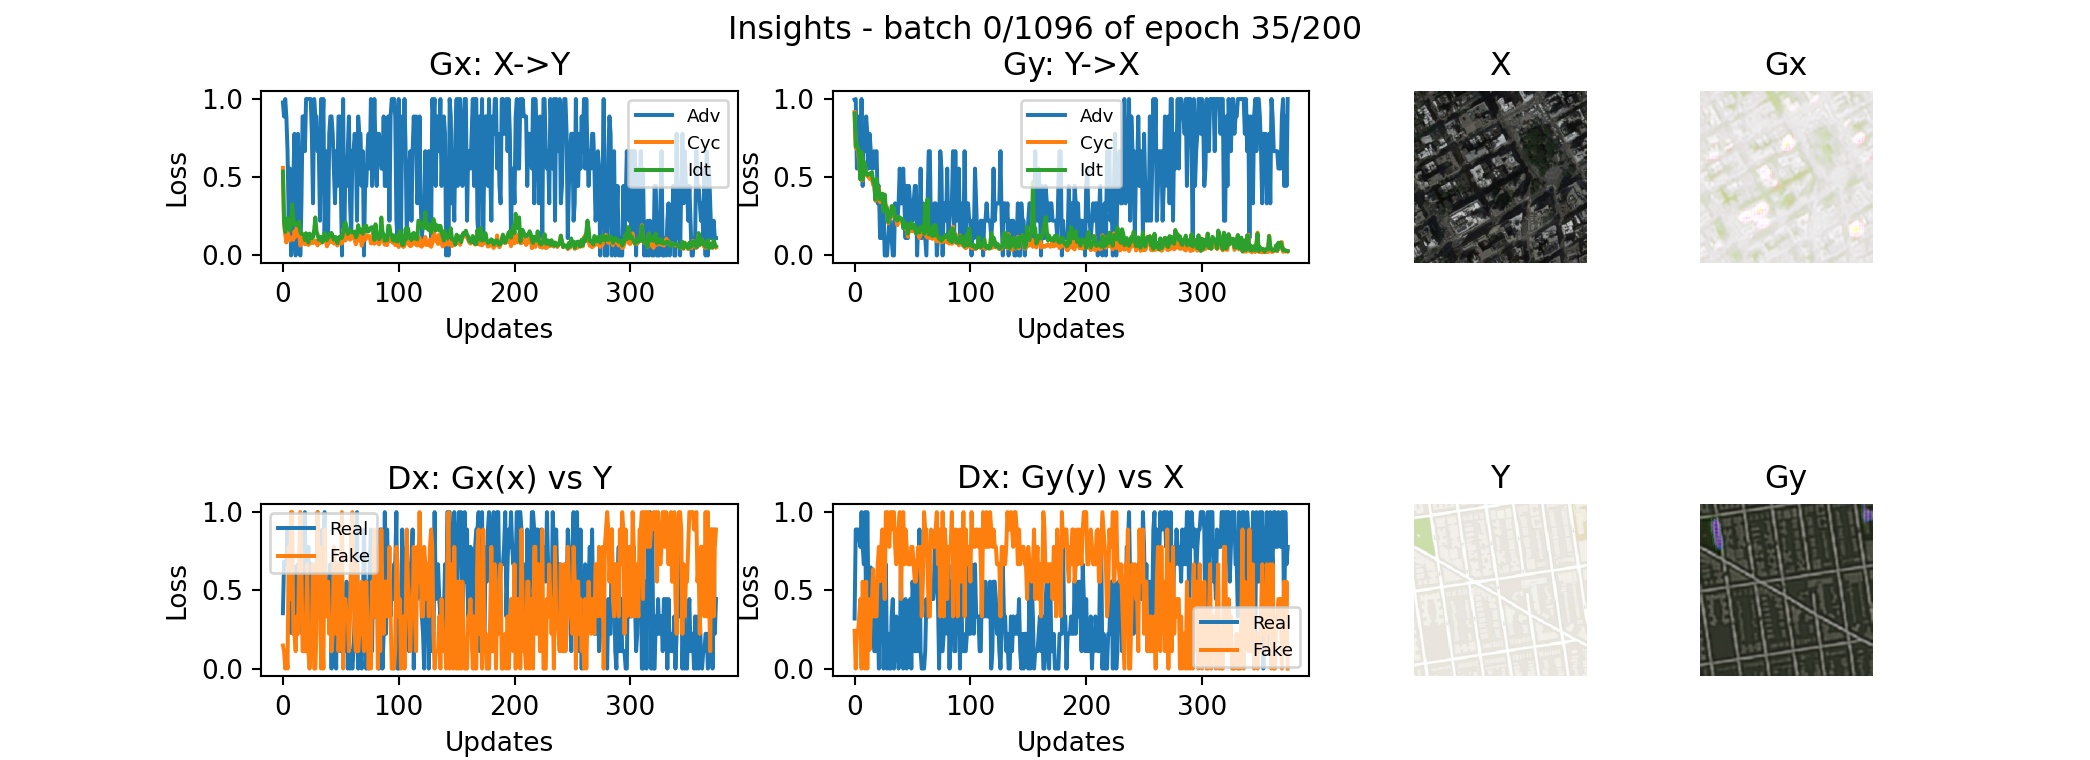 Insights - batch 0/1096 of epoch 35/200
Gx: X->Y
1.0
0.5
0.0
Loss
Adv
Cyc
Idt
0
100
200
300
Updates
Gy: Y->X
1.0
0.5
0.0
Loss
Adv
Cyc
Idt
0
100
200
300
Updates
X
Gx
Dx: Gx(x) vs Y
1.0
0.5
0.0
Loss
Real
Fake
0
100
200
300
Updates
Dx: Gy(y) vs X
1.0
0.5
0.0
Loss
Real
Fake
0
100
200
300
Updates
Y
Gy